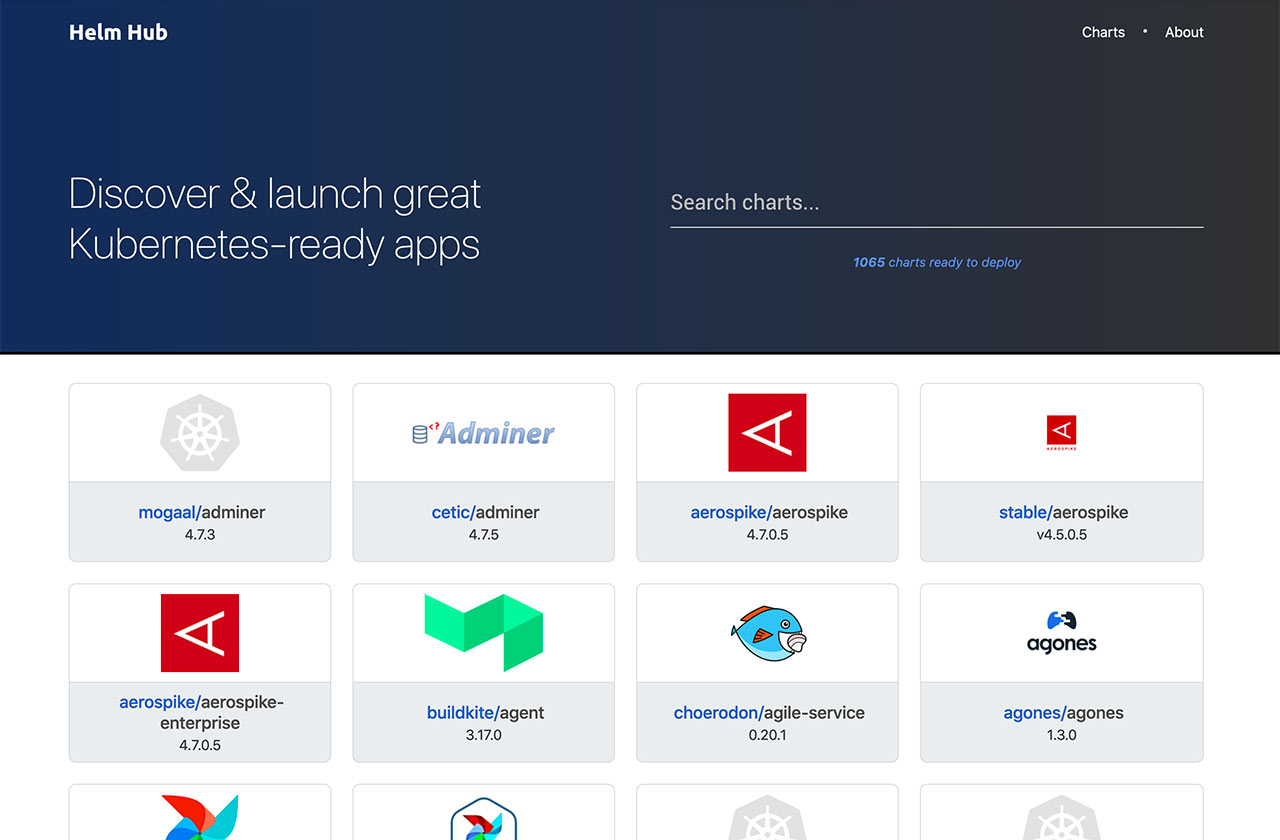 Helm Hub
Charts • About
Discover & launch great
Kubernetes-ready apps
Search charts...
1065 charts ready to deploy
<? Adminer
AEROSPIKE
mogaal/adminer
4.7.3
cetic/adminer
4.7.5
aerospike/aerospike
4.7.0.5
stable/aerospike
v4.5.0.5
agones
aerospike/aerospike-
enterprise
4.7.0.5
buildkite/agent
3.17.0
choerodon/agile-service
0.20.1
agones/agones
1.3.0